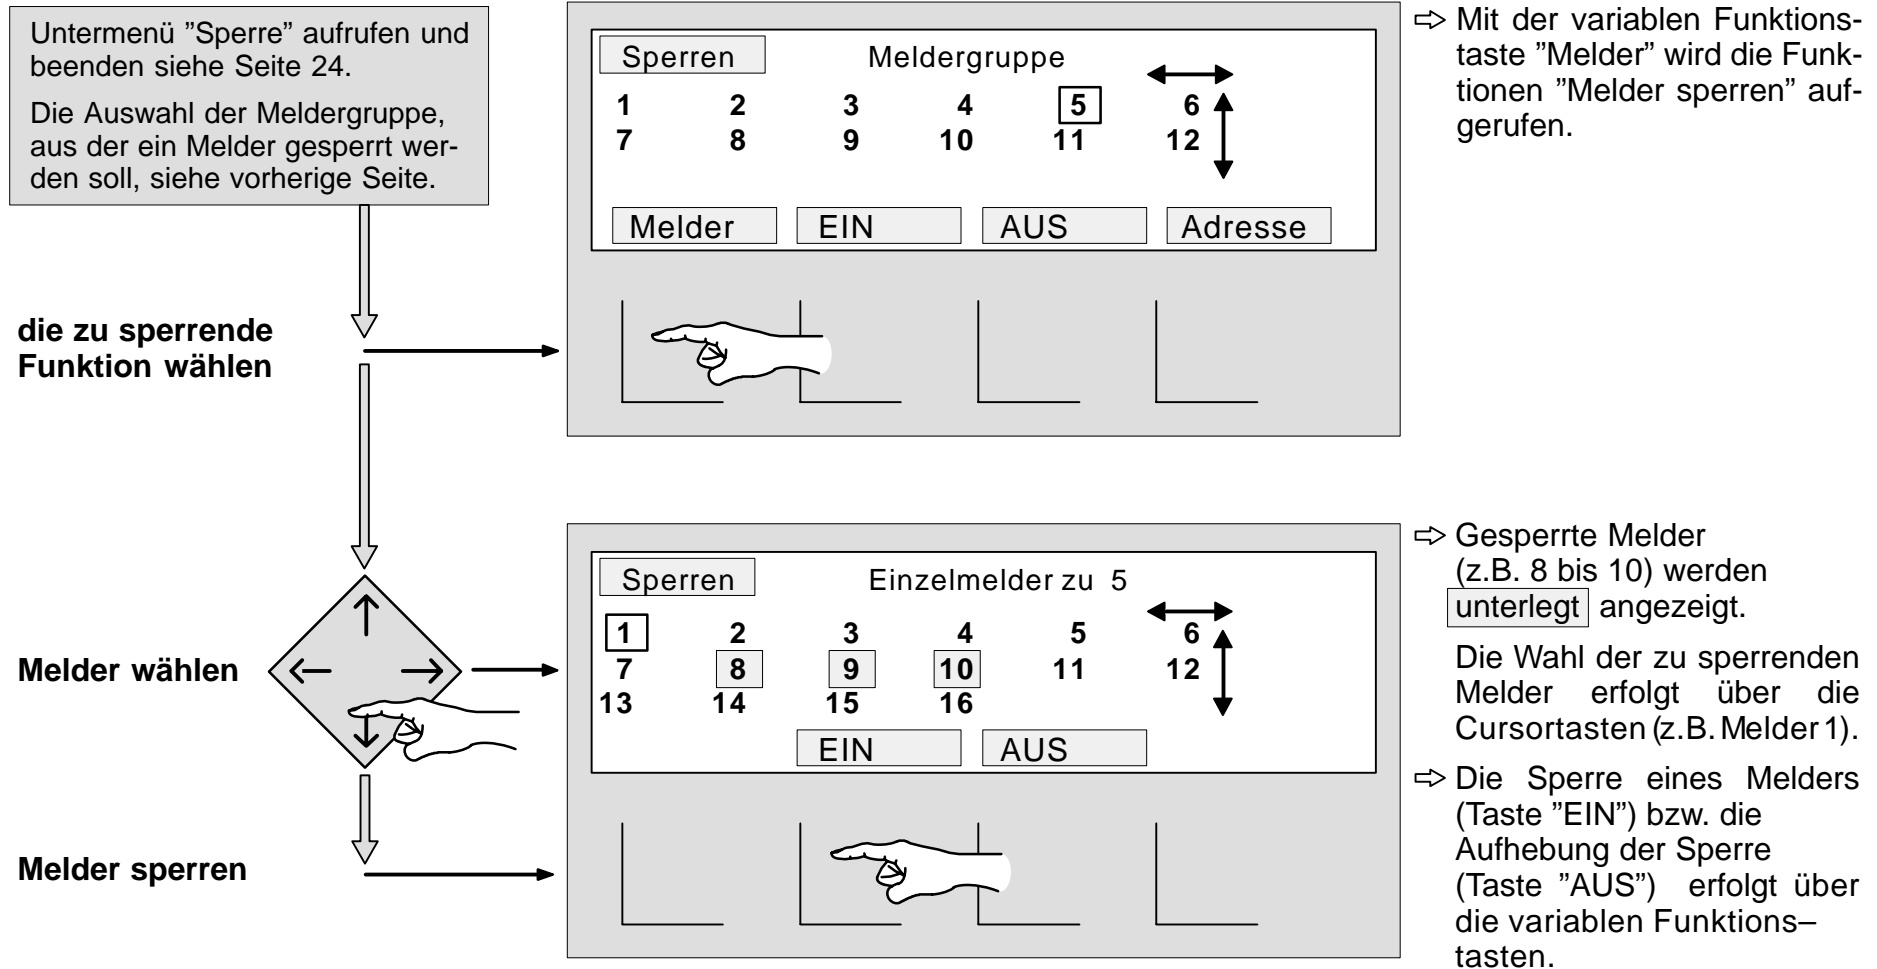 Untermenü ”Sperre” aufrufen und
beenden siehe Seite 24.
Die Auswahl der Meldergruppe,
aus der ein Melder gesperrt wer-
den soll, siehe vorherige Seite.
Sperren Meldergruppe
1 2 3 4 5 6
7 8 9 10 11 12
Melder EIN AUS Adresse
Mit der variablen Funktions-
taste ”Melder” wird die Funk-
tionen ”Melder sperren” auf-
gerufen.
die zu sperrende
Funktion wählen
Melder wählen
Sperren Einzelmelder zu 5
1 2 3 4 5 6
7 8 9 10 11 12
13 14 15 16
EIN AUS
Gesperrte Melder
(z.B. 8 bis 10) werden
unterlegt angezeigt.
Die Wahl der zu sperrenden
Melder erfolgt über die
Cursortasten (z.B. Melder 1).
Melder sperren
Die Sperre eines Melders
(Taste ”EIN”) bzw. die
Aufhebung der Sperre
(Taste ”AUS”) erfolgt über
die variablen Funktions–
tasten.